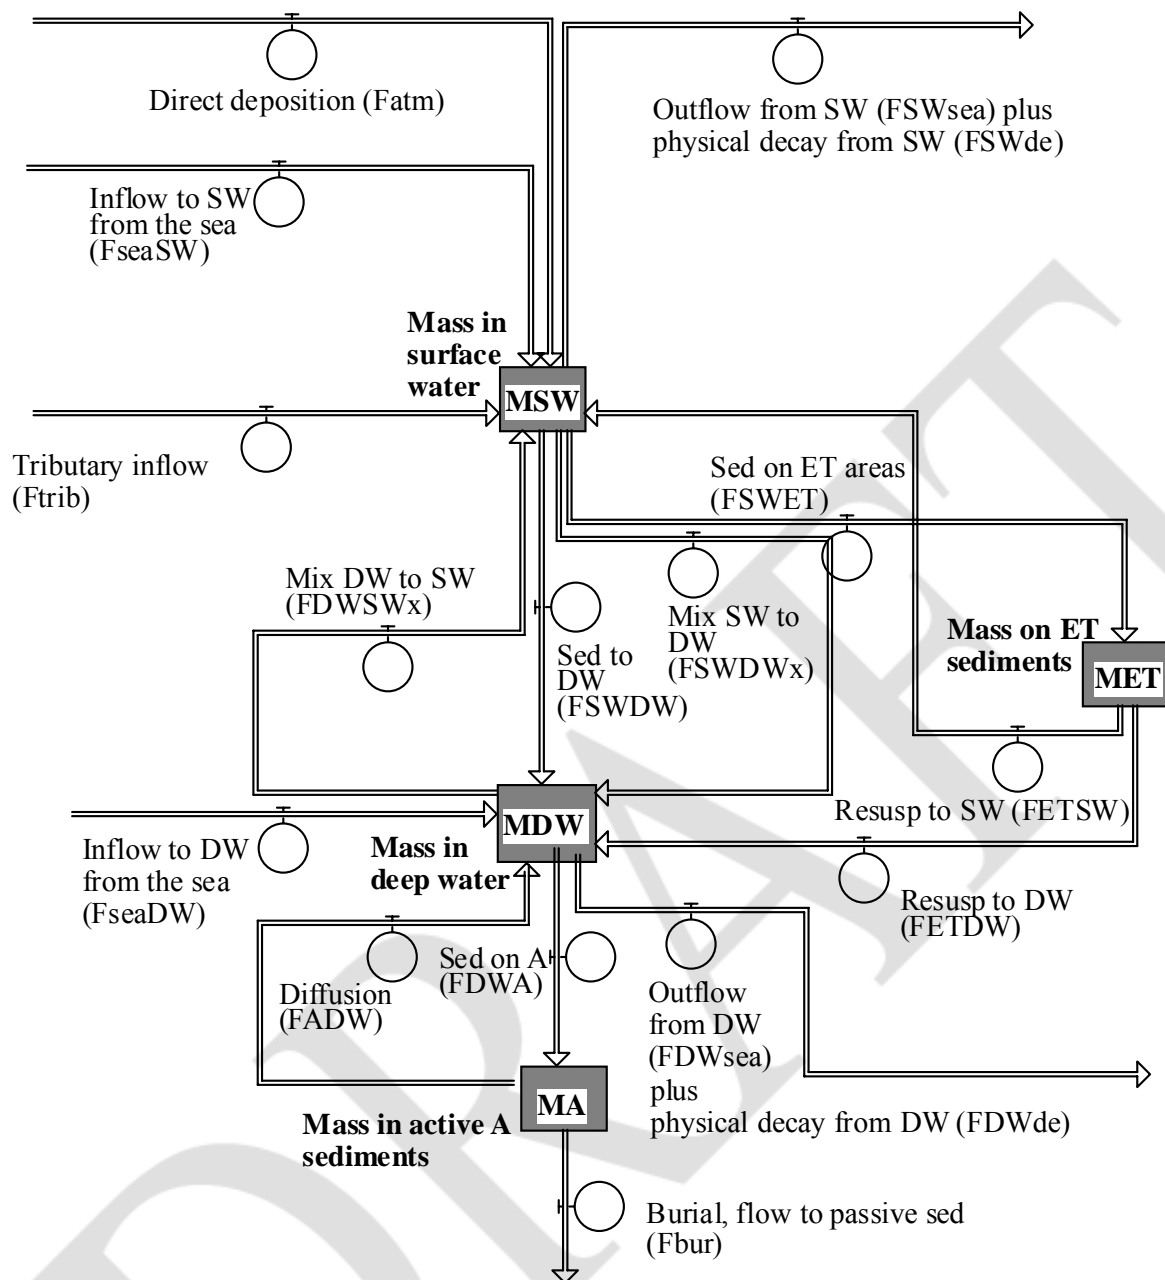 Direct deposition (Fatm)
Outflow from SW (FSWsea) plus
physical decay from SW (FSWde)
Inflow to SW
from the sea
(FseaSW)
Mass in
surface
water
MSW
Tributary inflow
(Ftrib)
Sed on ET areas
(FSWET)
Mix DW to SW
(FDWSWx)
Sed to
DW
(FSWDW)
Mix SW to
DW
(FSWDWx)
Mass on ET
sediments
MET
Resusp to SW (FETSW)
MDW
Inflow to DW
from the sea
(FseaDW)
Mass in
deep water
Resusp to DW
(FETDW)
Diffusion
(FADW)
Sed on A
(FDWA)
Outflow
from DW
(FDWsea)
plus
physical decay from DW (FDWde)
MA
Mass in active A
sediments
Burial, flow to passive sed
(Fbur)
DRAFT